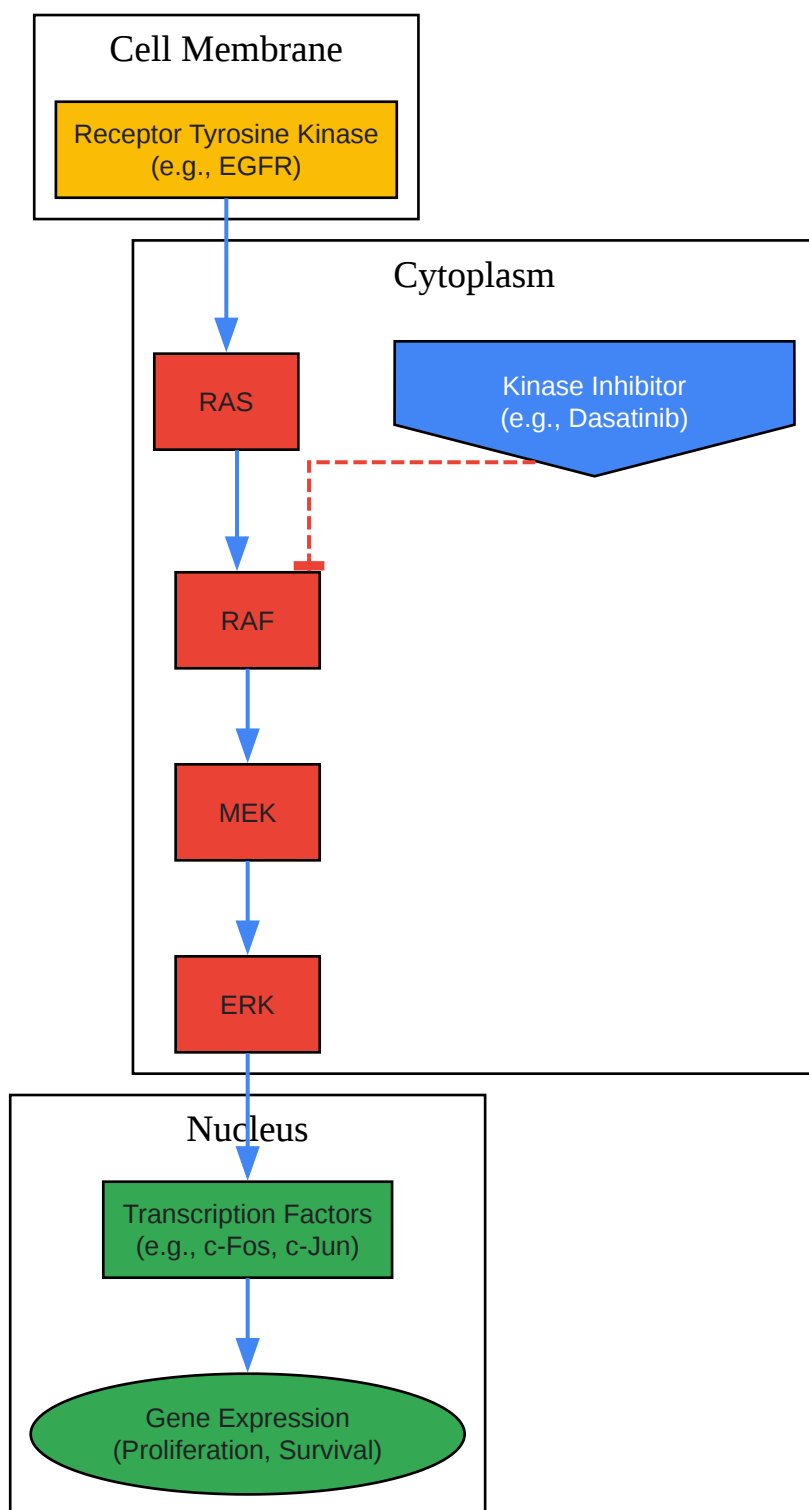 Cell Membrane
Receptor Tyrosine Kinase
(e.g., EGFR)
Cytoplasm
RAS
Kinase Inhibitor
(e.g., Dasatinib)
RAF
MEK
ERK
Nucleus
Transcription Factors
(e.g., c-Fos, c-Jun)
Gene Expression
(Proliferation, Survival)